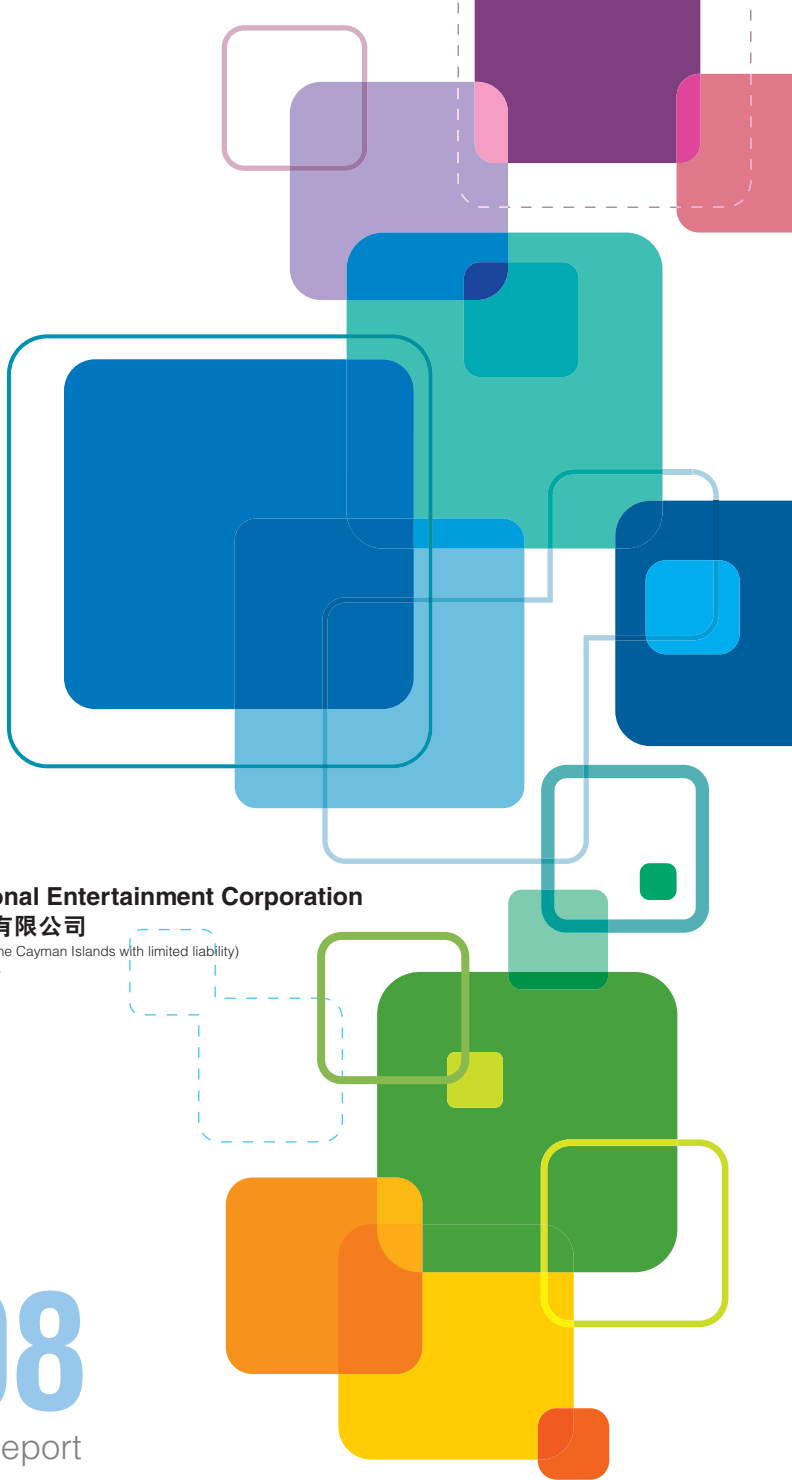 onal Entertainment Corporation
有限公司
he Cayman Islands with limited liability)
08
eport